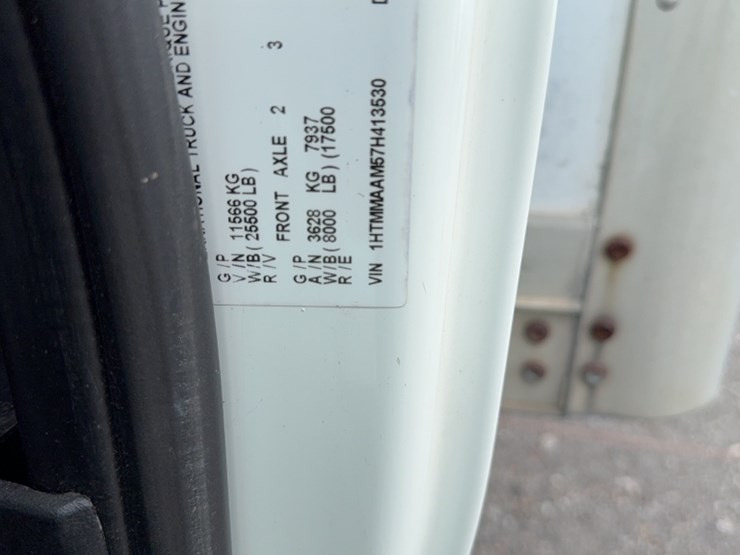 TRUCK AND ENGIN
G/P 11566 KG
V/N
W/B ( 25500 LB )
R/V
FRONT AXLE 2 3
G/P
A/N 3628 KG 7937
W/B ( 8000 LB ) (17500
R/E
VIN 1HTMMAAM57H413530